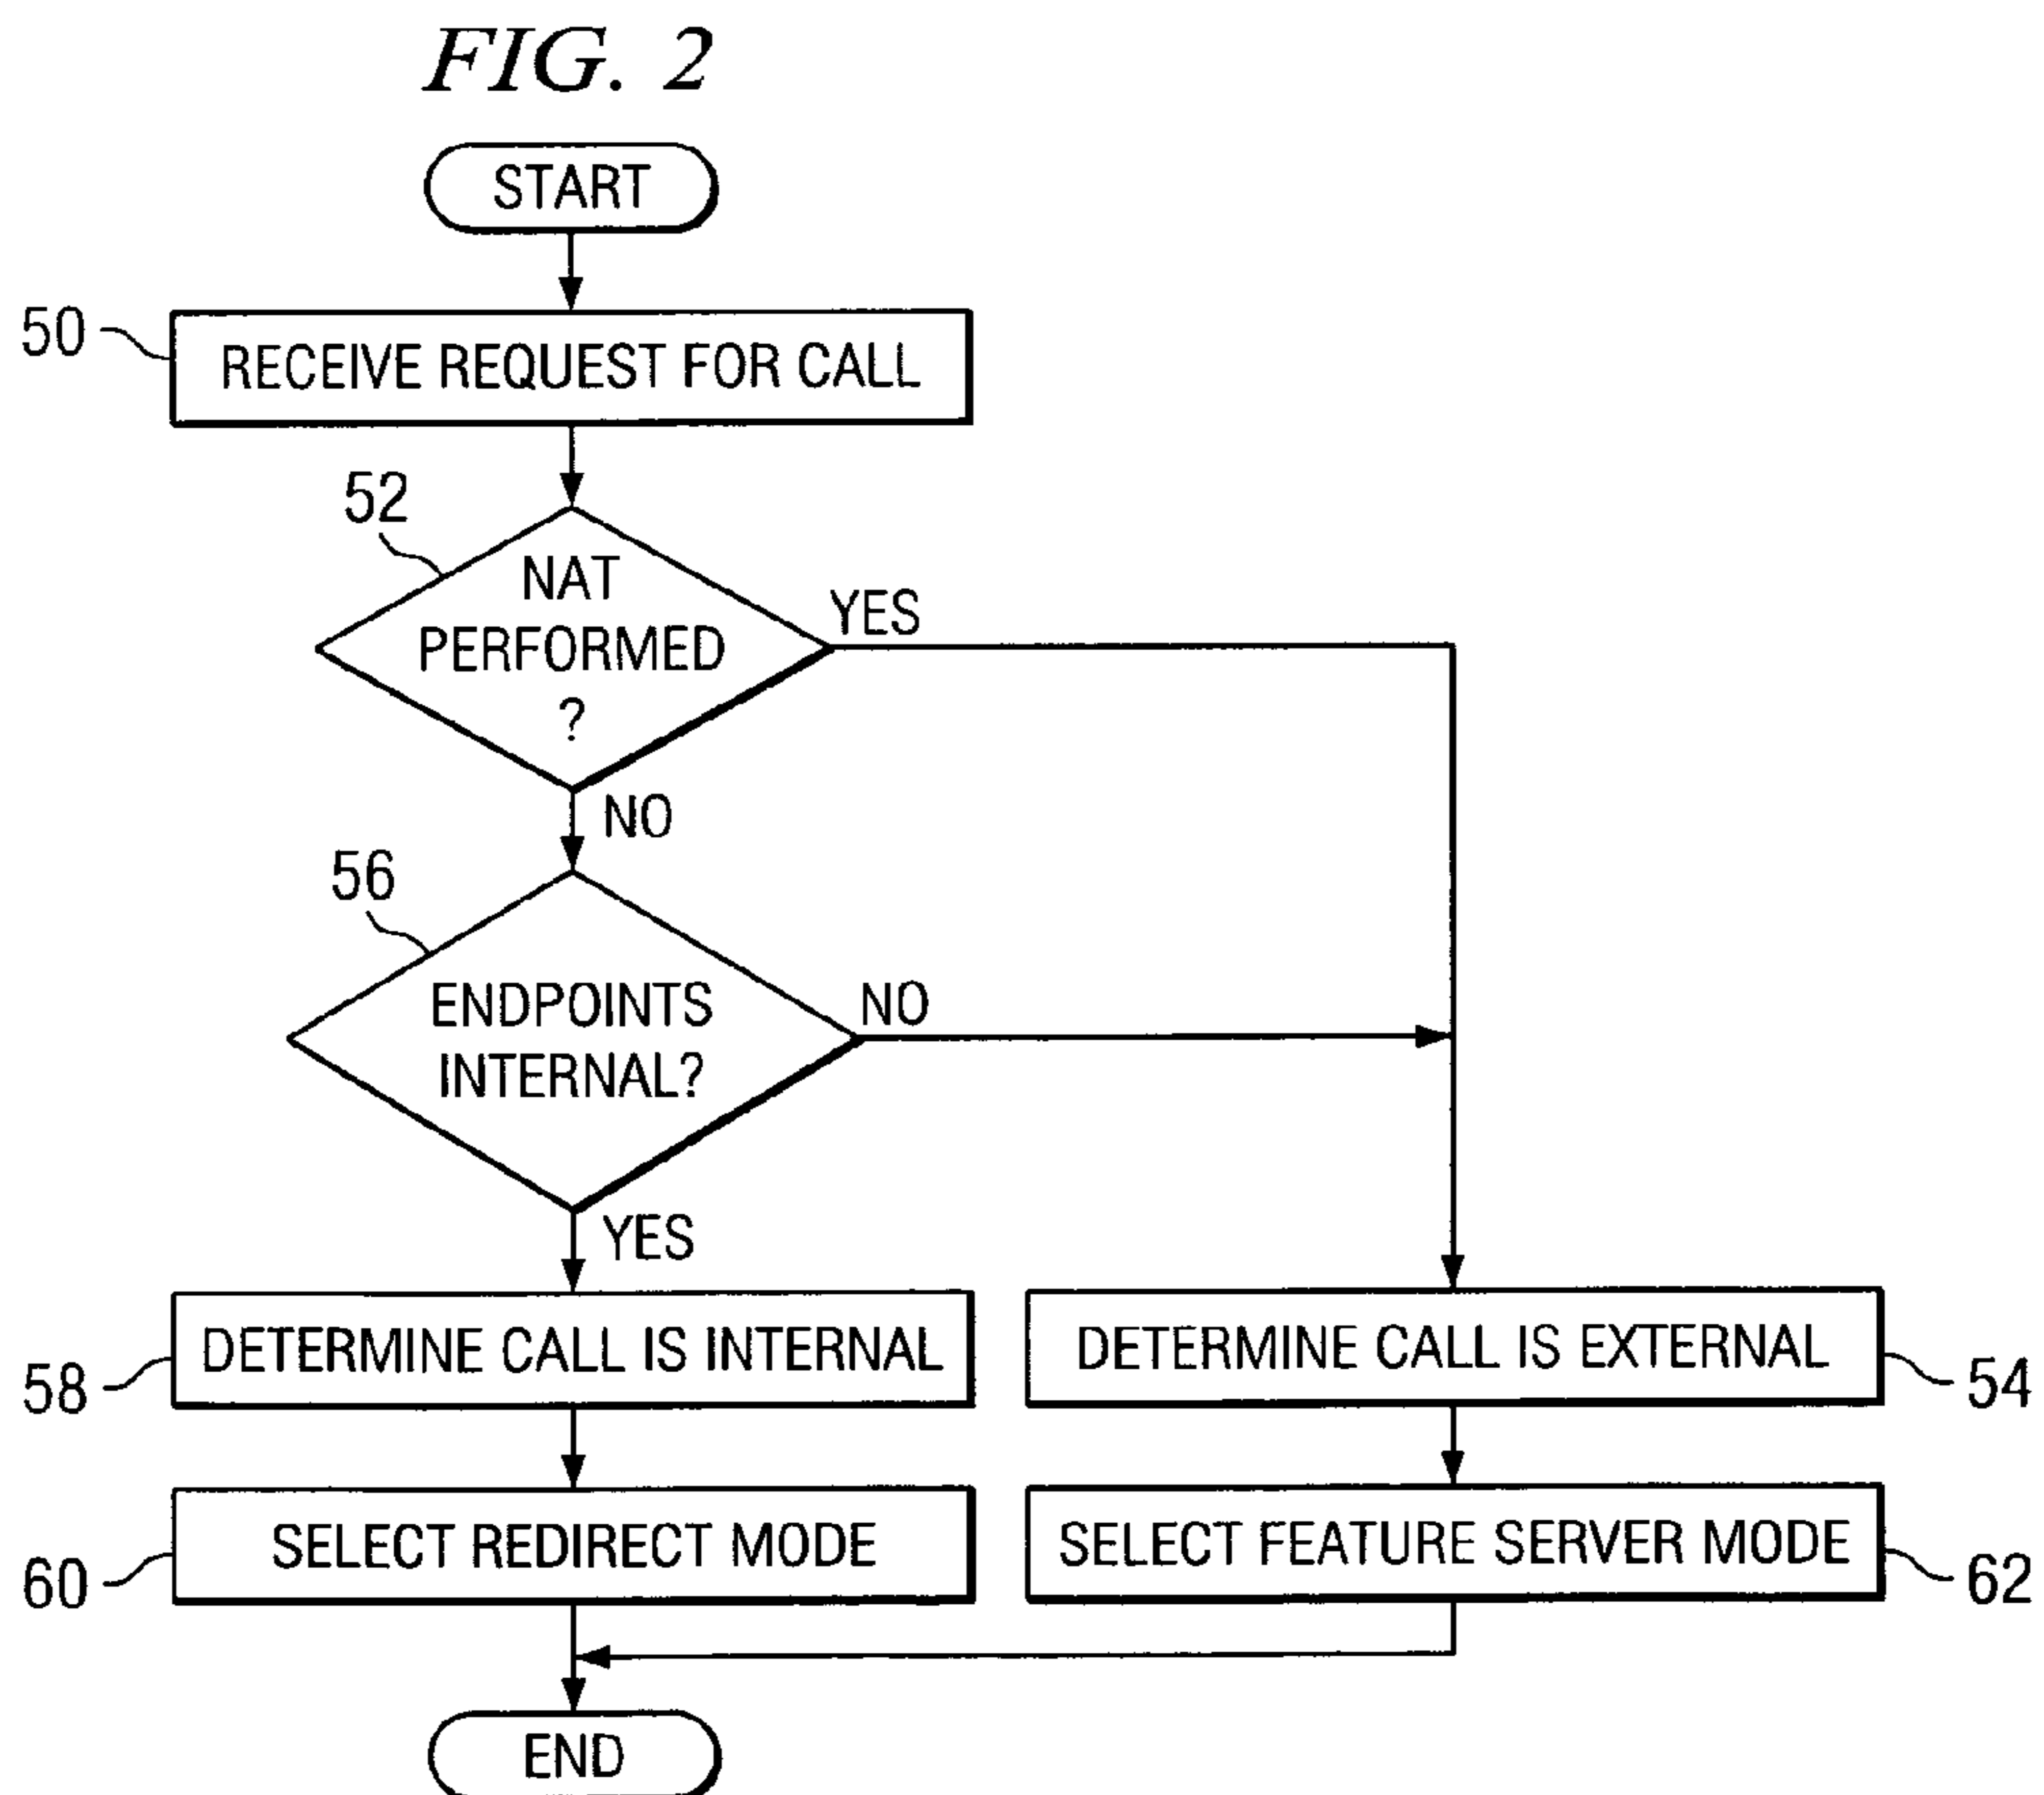 FIG. 2
START
50
RECEIVE REQUEST FOR CALL
52
NAT
PERFORMED
?
YES
NO
56
ENDPOINTS
INTERNAL?
NO
YES
DETERMINE CALL IS INTERNAL
58
DETERMINE CALL IS EXTERNAL
54
SELECT REDIRECT MODE
60
SELECT FEATURE SERVER MODE
62
END